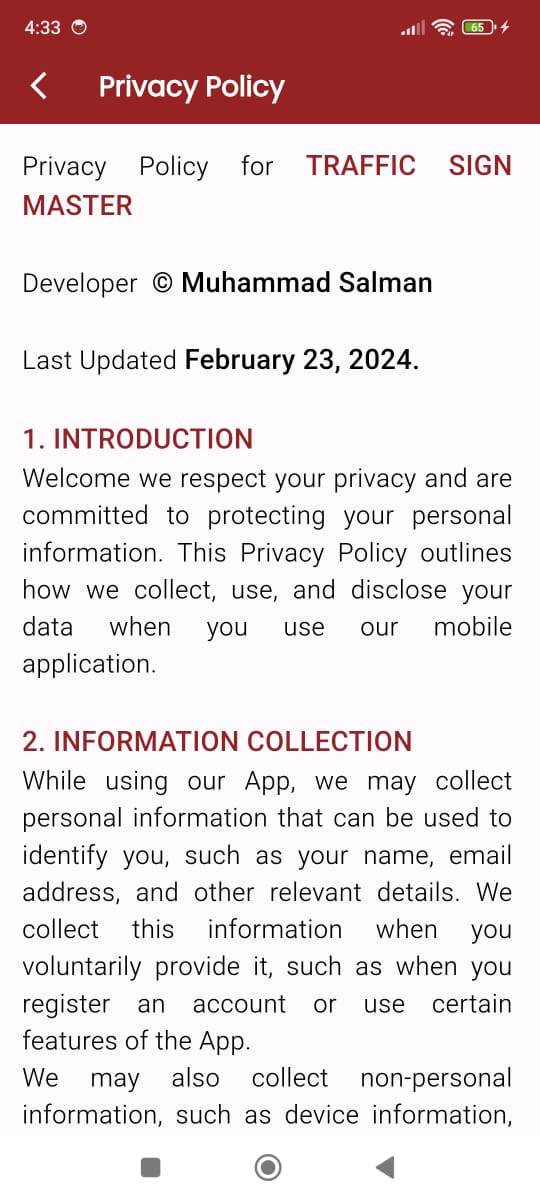 4:33
65
Privacy Policy
Privacy Policy for TRAFFIC SIGN
MASTER
Developer © Muhammad Salman
Last Updated February 23, 2024.
1. INTRODUCTION
Welcome we respect your privacy and are
committed to protecting your personal
information. This Privacy Policy outlines
how we collect, use, and disclose your
data when you use our mobile
application.
2. INFORMATION COLLECTION
While using our App, we may collect
personal information that can be used to
identify you, such as your name, email
address, and other relevant details. We
collect this information when you
voluntarily provide it, such as when you
register an account or use certain
features of the App.
We may also collect non-personal
information, such as device information,